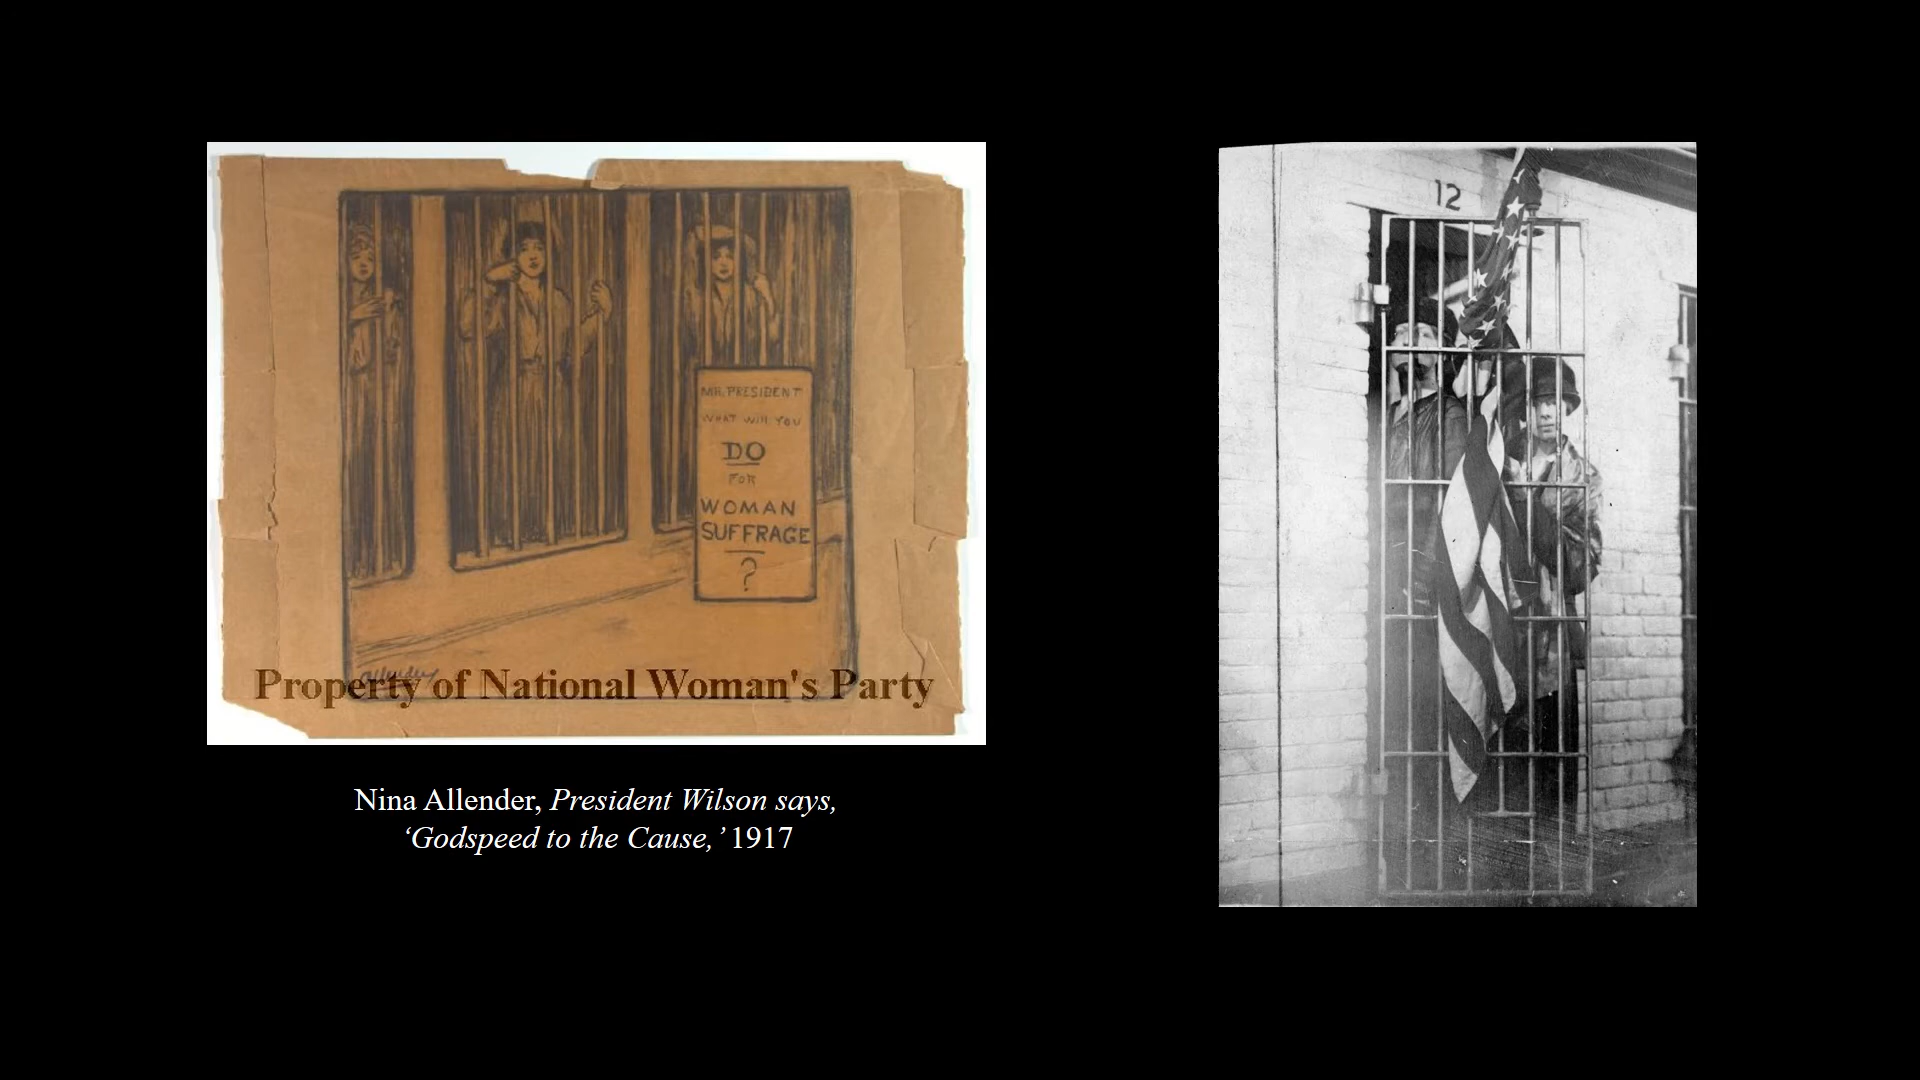 MR. PRESIDENT
WHAT WILL YOU
DO
FOR
WOMAN
SUFFRAGE
?
Allender
Property of National Woman's Party
Nina Allender, President Wilson says,
‘Godspeed to the Cause,’ 1917
12